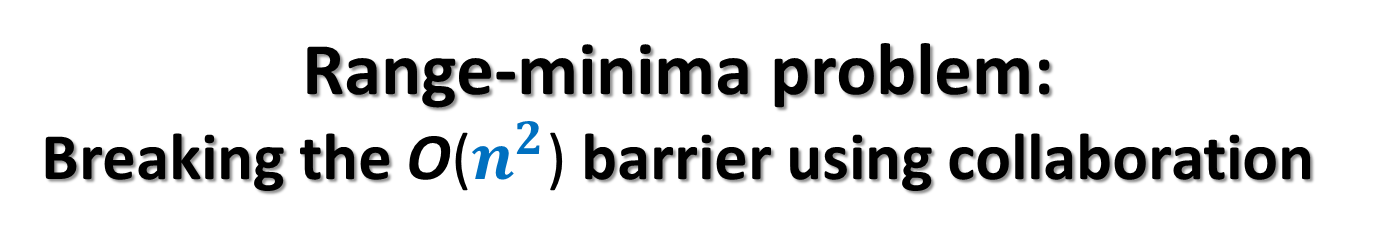 Range-minima problem:
Breaking the O(n²) barrier using collaboration